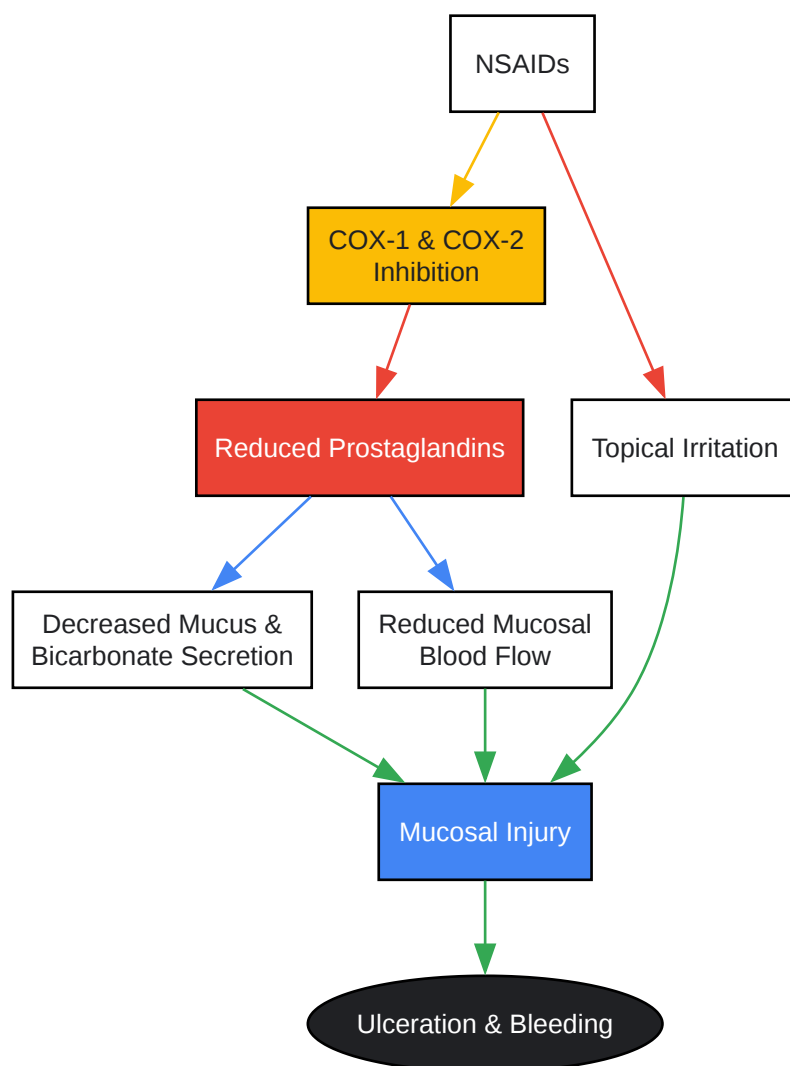 NSAIDs
COX-1 & COX-2
Inhibition
Reduced Prostaglandins
Topical Irritation
Decreased Mucus &
Bicarbonate Secretion
Reduced Mucosal
Blood Flow
Mucosal Injury
Ulceration & Bleeding